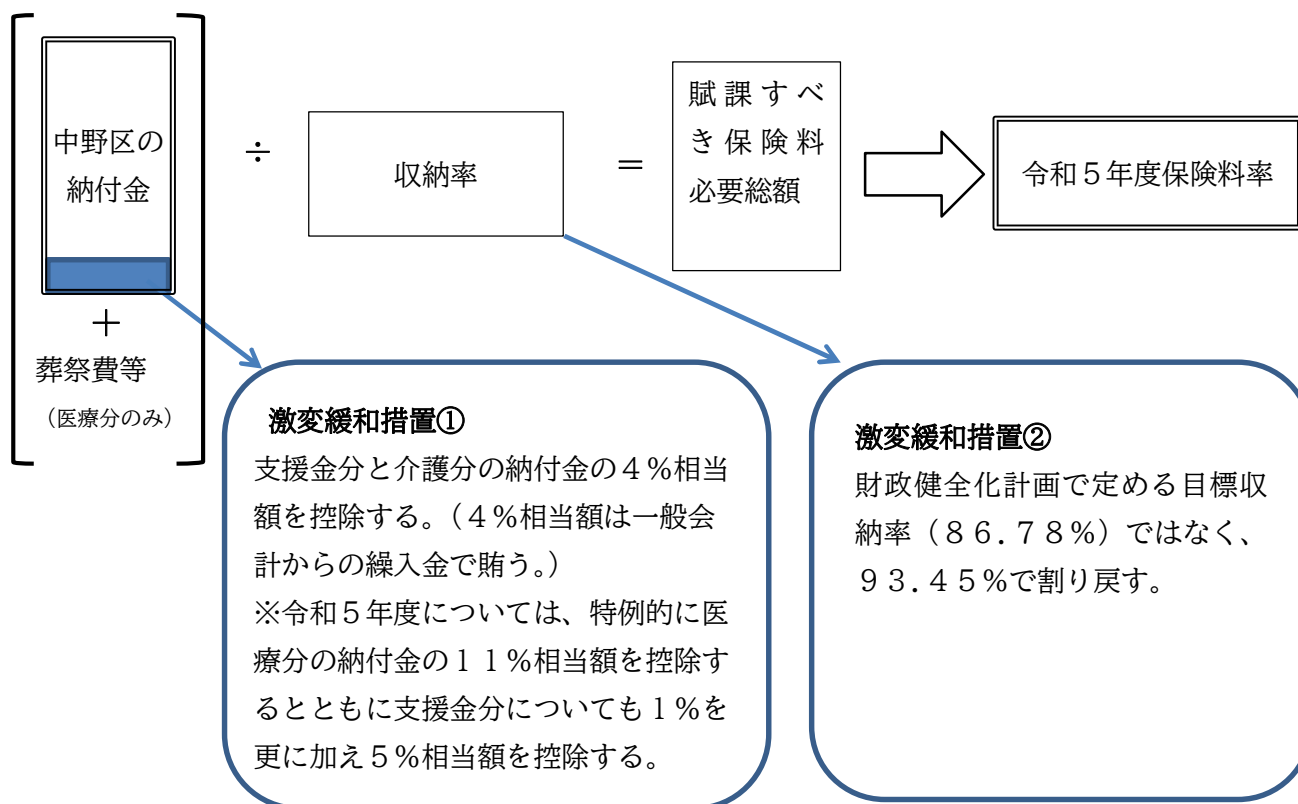 中野区の
納付金
＋
葬祭費等
（医療分のみ）
÷
収納率
＝
賦課すべ
き保険料
必要総額
令和５年度保険料率
激変緩和措置①
支援金分と介護分の納付金の４％相当
額を控除する。（４％相当額は一般会
計からの繰入金で賄う。）
※令和５年度については、特例的に医
療分の納付金の１１％相当額を控除す
るとともに支援金分についても１％を
更に加え５％相当額を控除する。
激変緩和措置②
財政健全化計画で定める目標収
納率（８６.７８％）ではなく、
９３.４５％で割り戻す。